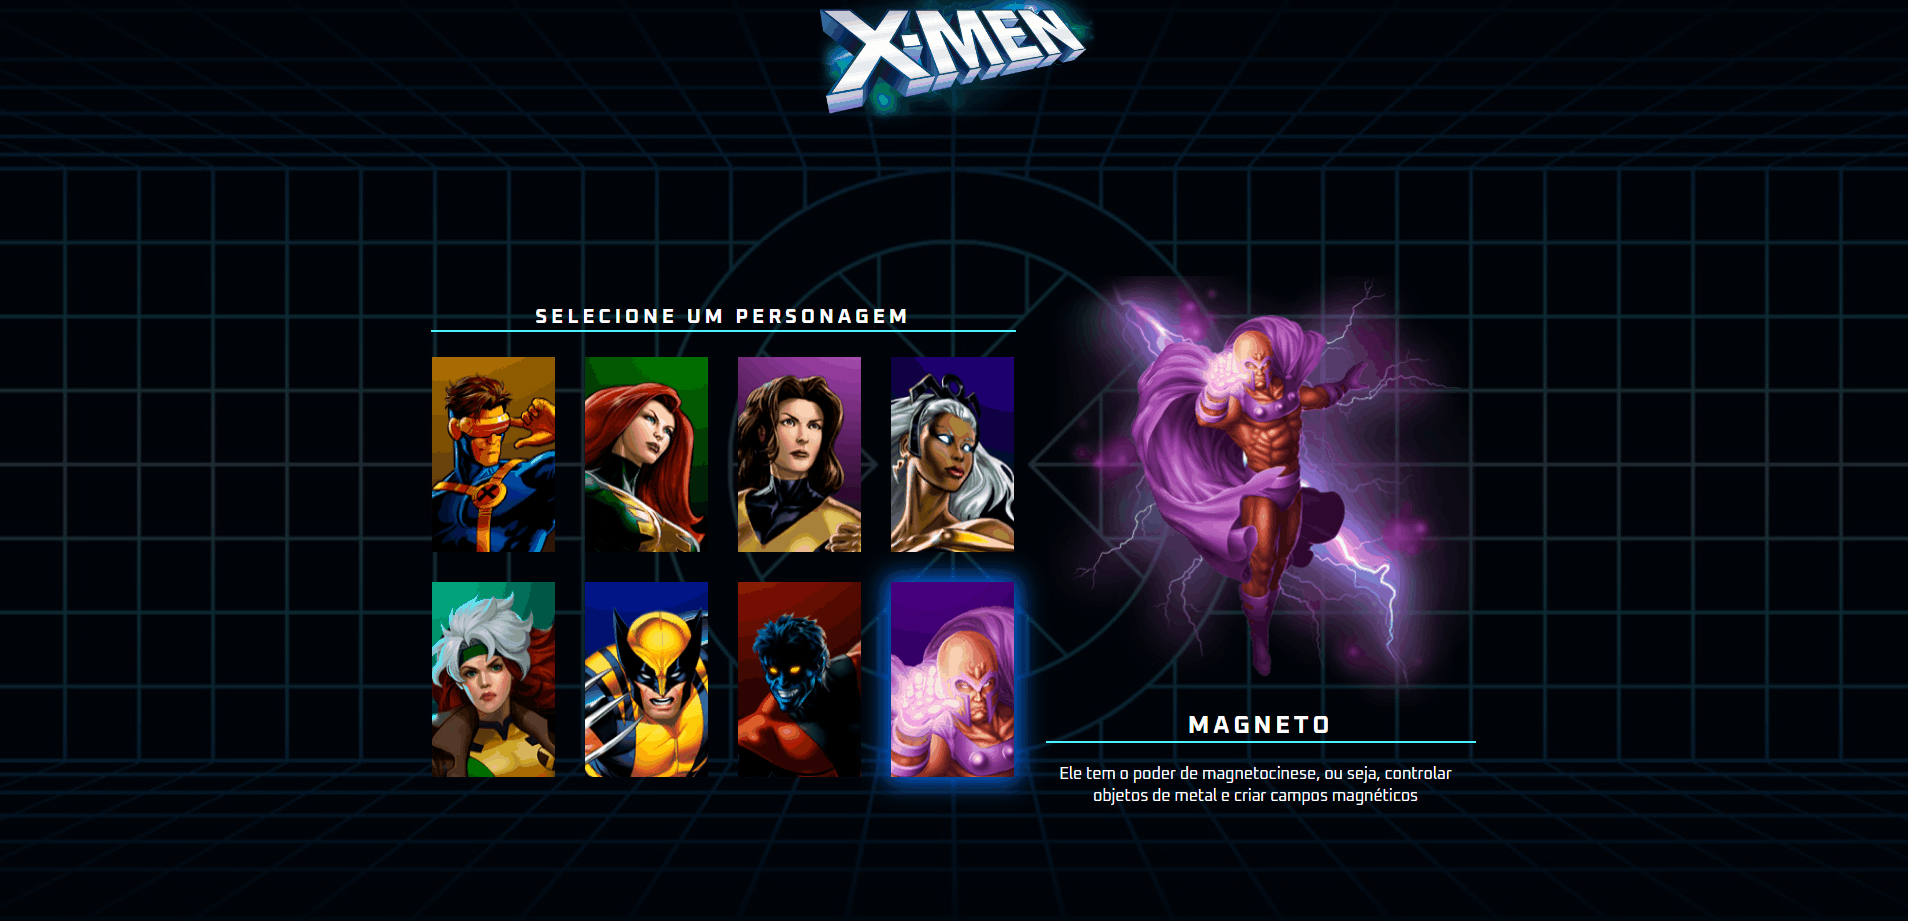 X-MEN
SELECIONE UM PERSONAGEM
MAGNETO
Ele tem o poder de magnetocinese, ou seja, controlar
objetos de metal e criar campos magnéticos